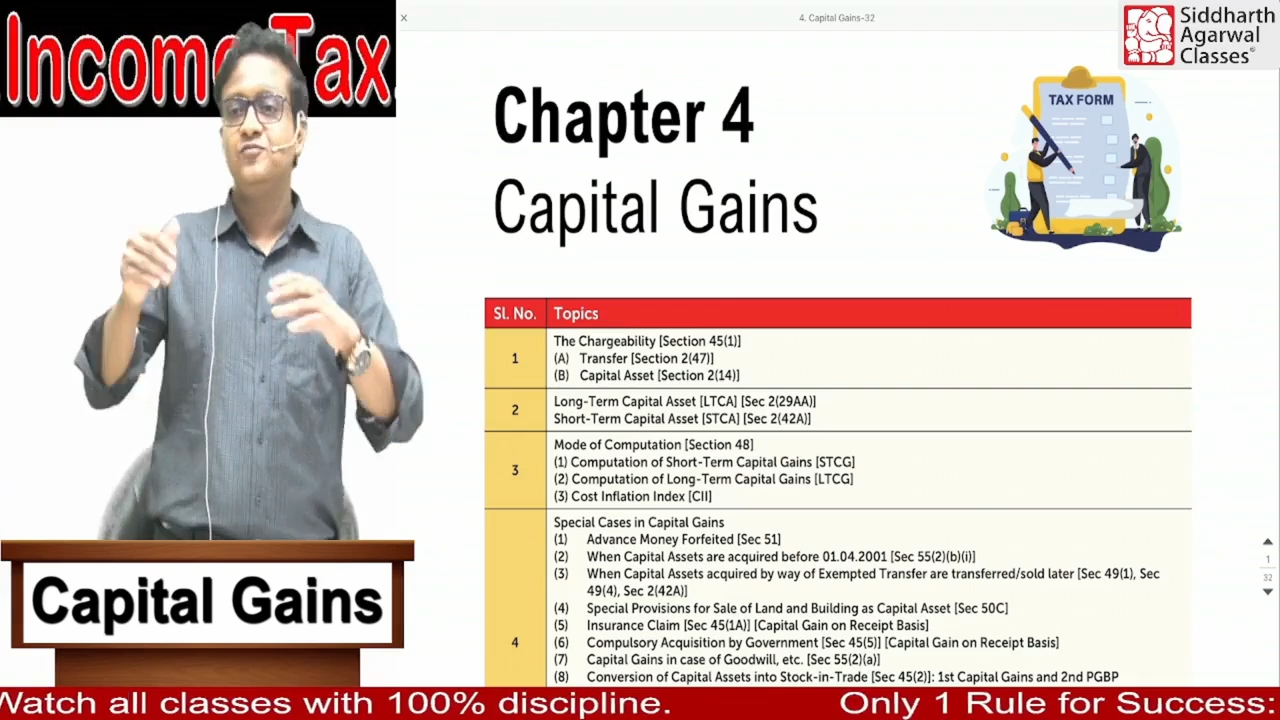 Income Tax
4. Capital Gains-32
Siddharth
Agarwal
Classes
Chapter 4
Capital Gains
TAX FORM
Sl. No. Topics
1
The Chargeability [Section 45(1)]
(A) Transfer [Section 2(47)]
(B) Capital Asset [Section 2(14)]
2
Long-Term Capital Asset [LTCA] [Sec 2(29AA)]
Short-Term Capital Asset [STCA] [Sec 2(42A)]
3
Mode of Computation [Section 48]
(1) Computation of Short-Term Capital Gains [STCG]
(2) Computation of Long-Term Capital Gains [LTCG]
(3) Cost Inflation Index [CII]
4
Special Cases in Capital Gains
(1) Advance Money Forfeited [Sec 51]
(2) When Capital Assets are acquired before 01.04.2001 [Sec 55(2)(b)(i)]
(3) When Capital Assets acquired by way of Exempted Transfer are transferred/sold later [Sec 49(1), Sec
49(4), Sec 2(42A)]
(4) Special Provisions for Sale of Land and Building as Capital Asset [Sec 50C]
(5) Insurance Claim [Sec 45(1A)] [Capital Gain on Receipt Basis]
(6) Compulsory Acquisition by Government [Sec 45(5)] [Capital Gain on Receipt Basis]
(7) Capital Gains in case of Goodwill, etc. [Sec 55(2)(a)]
(8) Conversion of Capital Assets into Stock-in-Trade [Sec 45(2)]: 1st Capital Gains and 2nd PGBP
1
32
Capital Gains
Watch all classes with 100% discipline. Only 1 Rule for Success: